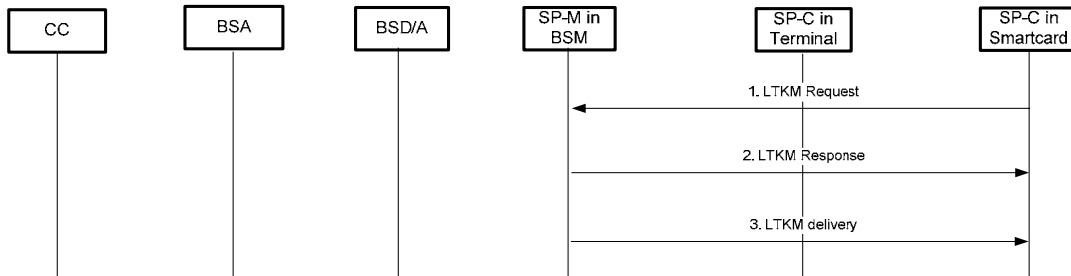 CC
BSA
BSD/A
SP-M in
BSM
SP-C in
Terminal
SP-C in
Smartcard
1. LTKM Request
2. LTKM Response
3. LTKM delivery